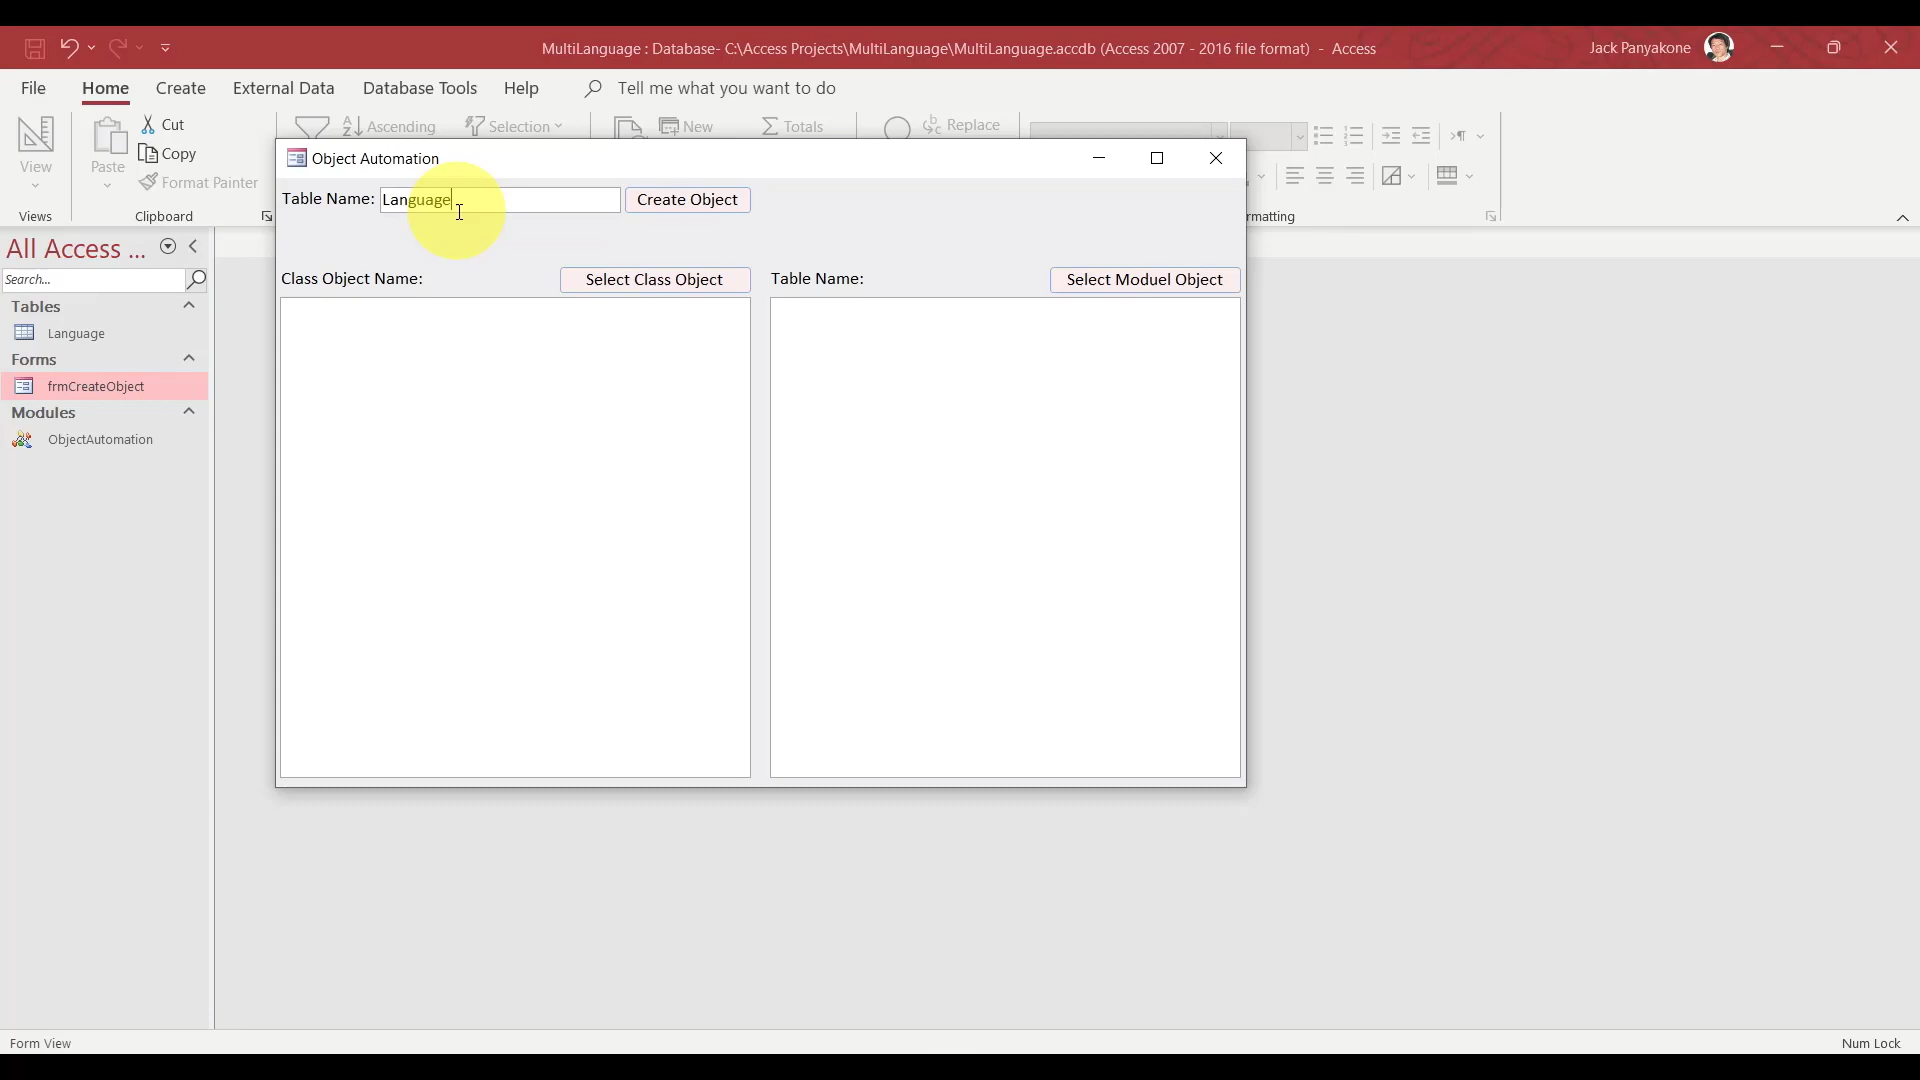 MultiLanguage : Database- C:\Access Projects\MultiLanguage\MultiLanguage.accdb (Access 2007 - 2016 file format) - Access
Jack Panyakone
File Home Create External Data Database Tools Help Tell me what you want to do
View
Views
Paste
Cut
Copy
Format Painter
Clipboard
Ascending
Selection
New
Totals
Replace
rmatting
All Access ...
Search...
Tables
Language
Forms
frmCreateObject
Modules
ObjectAutomation
Object Automation
Table Name: Language Create Object
Class Object Name: Select Class Object
Table Name: Select Moduel Object
Form View
Num Lock